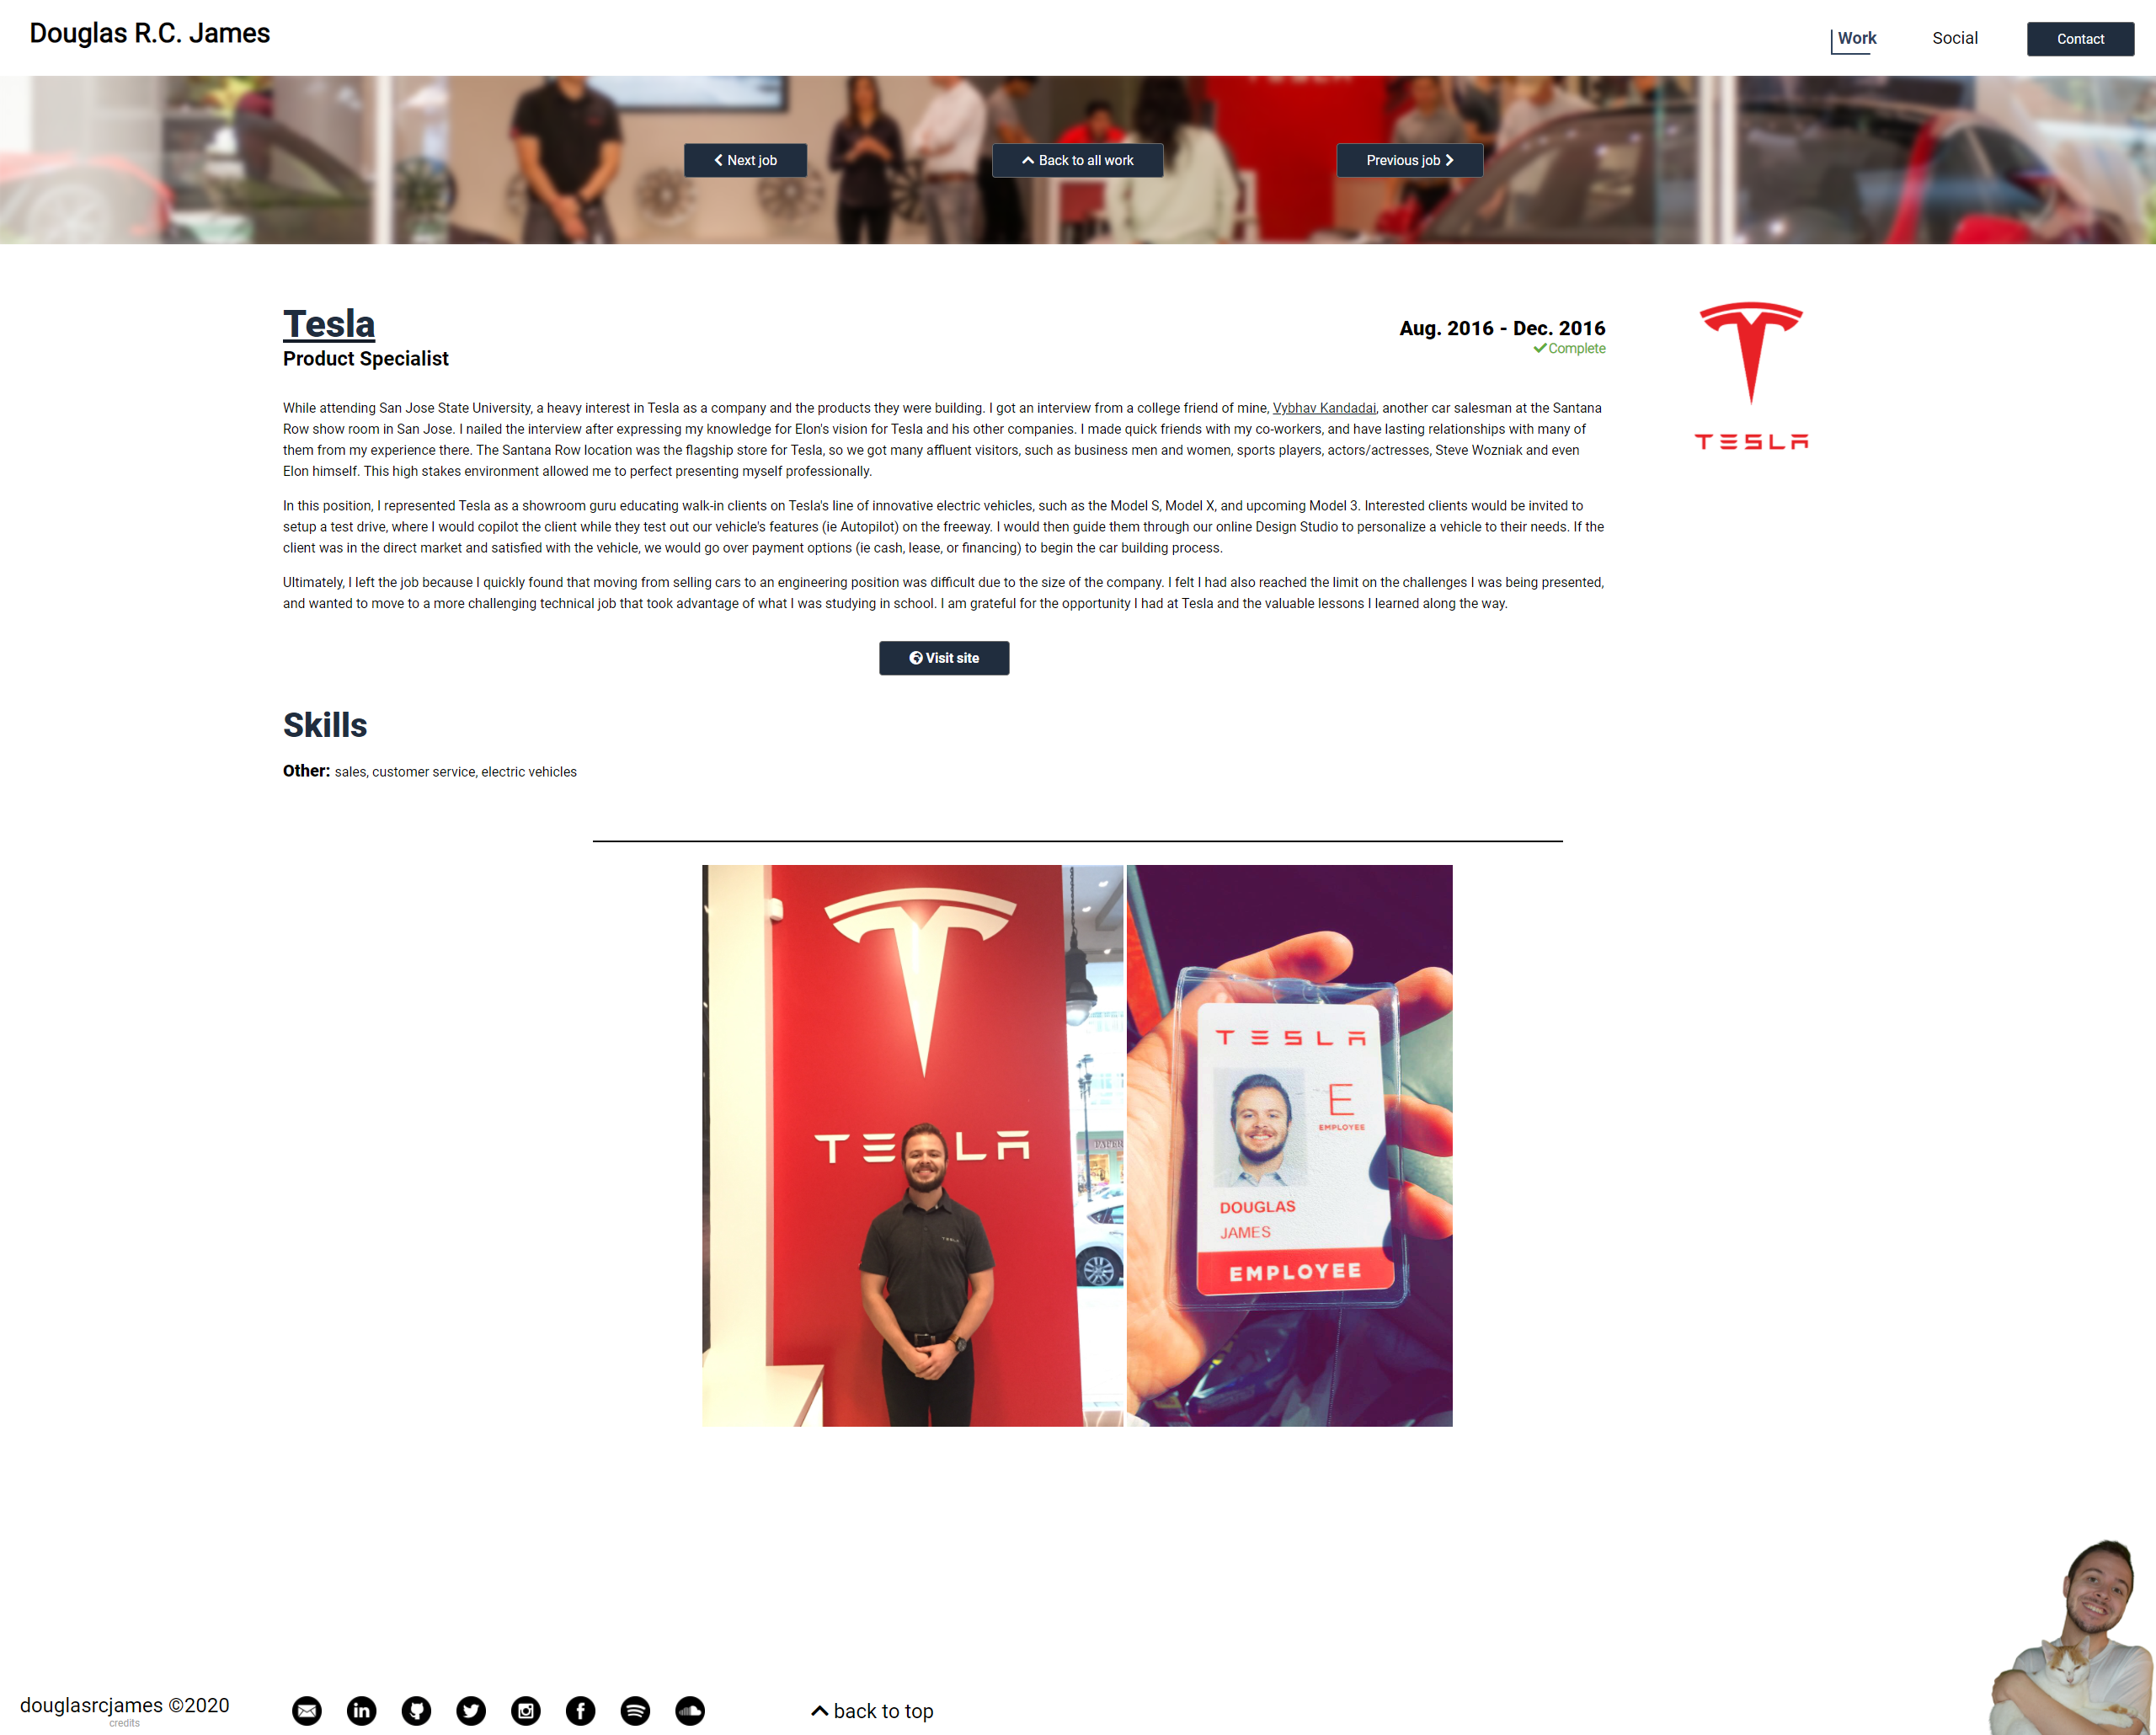 Douglas R.C. James
Work
Social
Contact
Next job
Back to all work
Previous job
Tesla
Product Specialist
Aug. 2016 - Dec. 2016
Complete
TESLA
While attending San Jose State University, a heavy interest in Tesla as a company and the products they were building. I got an interview from a college friend of mine, Vybhav Kandadai, another car salesman at the Santana
Row show room in San Jose. I nailed the interview after expressing my knowledge for Elon's vision for Tesla and his other companies. I made quick friends with my co-workers, and have lasting relationships with many of
them from my experience there. The Santana Row location was the flagship store for Tesla, so we got many affluent visitors, such as business men and women, sports players, actors/actresses, Steve Wozniak and even
Elon himself. This high stakes environment allowed me to perfect presenting myself professionally.
In this position, I represented Tesla as a showroom guru educating walk-in clients on Tesla's line of innovative electric vehicles, such as the Model S, Model X, and upcoming Model 3. Interested clients would be invited to
setup a test drive, where I would copilot the client while they test out our vehicle's features (ie Autopilot) on the freeway. I would then guide them through our online Design Studio to personalize a vehicle to their needs. If the
client was in the direct market and satisfied with the vehicle, we would go over payment options (ie cash, lease, or financing) to begin the car building process.
Ultimately, I left the job because I quickly found that moving from selling cars to an engineering position was difficult due to the size of the company. I felt I had also reached the limit on the challenges I was being presented,
and wanted to move to a more challenging technical job that took advantage of what I was studying in school. I am grateful for the opportunity I had at Tesla and the valuable lessons I learned along the way.
Visit site
Skills
Other: sales, customer service, electric vehicles
TE LA
TESLA
E
EMPLOYEE
DOUGLAS
JAMES
EMPLOYEE
douglasrcjames ©2020
credits
back to top